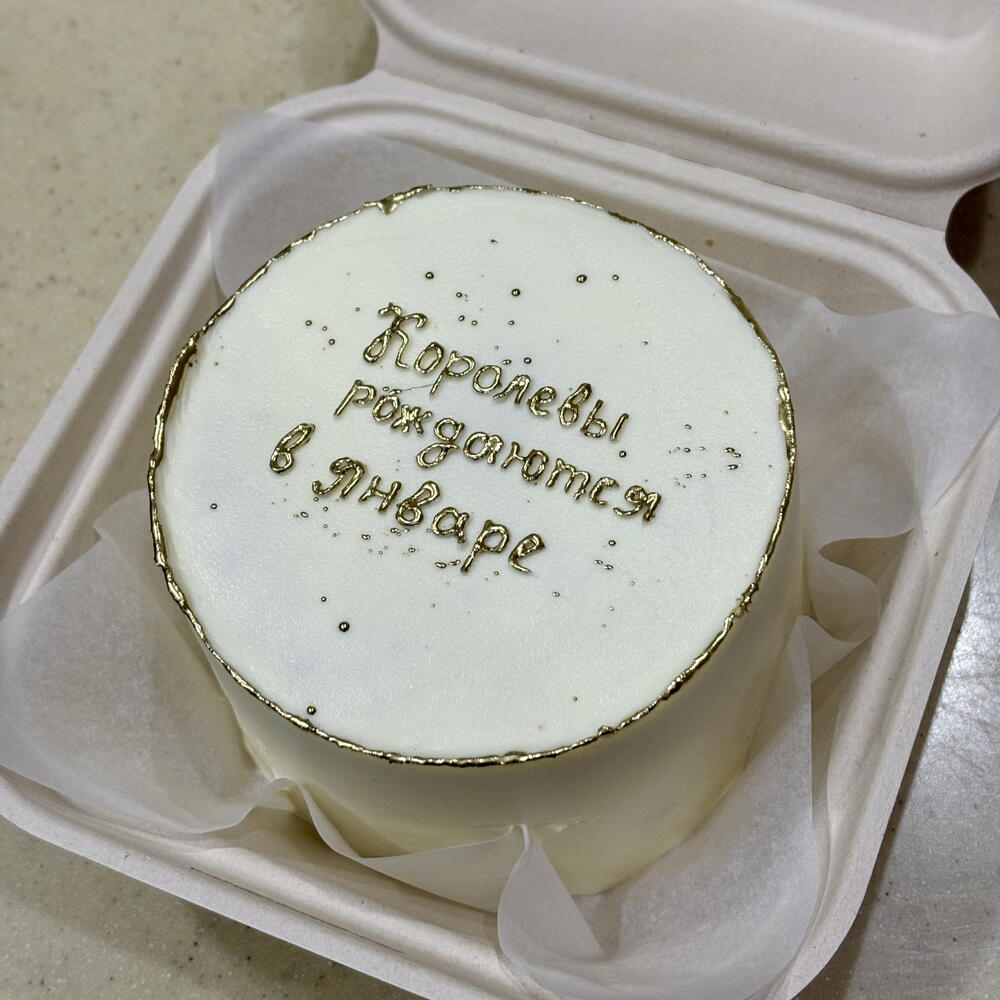 Королевы
рождаются
в Январе